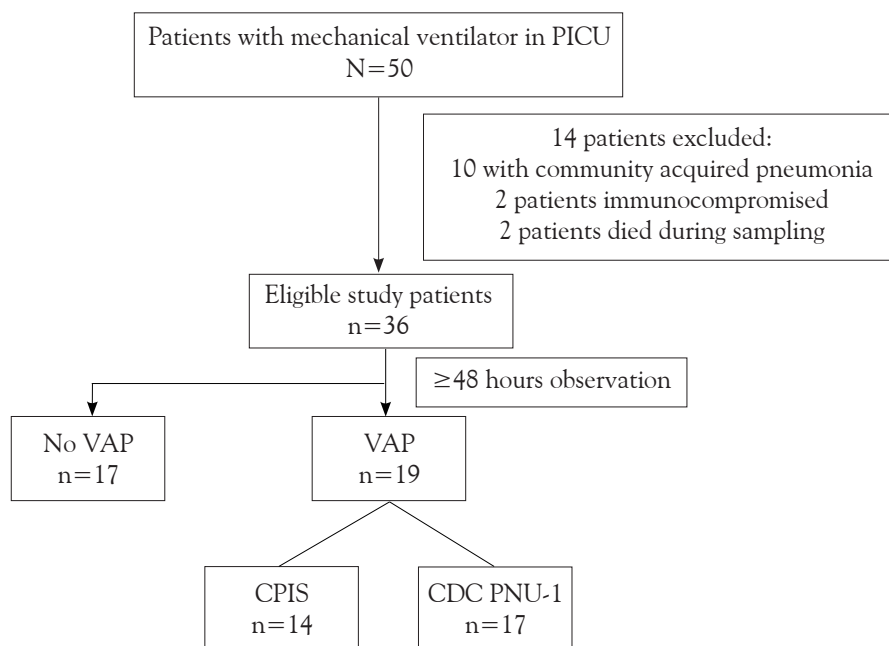 Patients with mechanical ventilator in PICU
N=50
14 patients excluded:
10 with community acquired pneumonia
2 patients immunocompromised
2 patients died during sampling
Eligible study patients
n=36
≥48 hours observation
No VAP
n=17
VAP
n=19
CPIS
n=14
CDC PNU-1
n=17